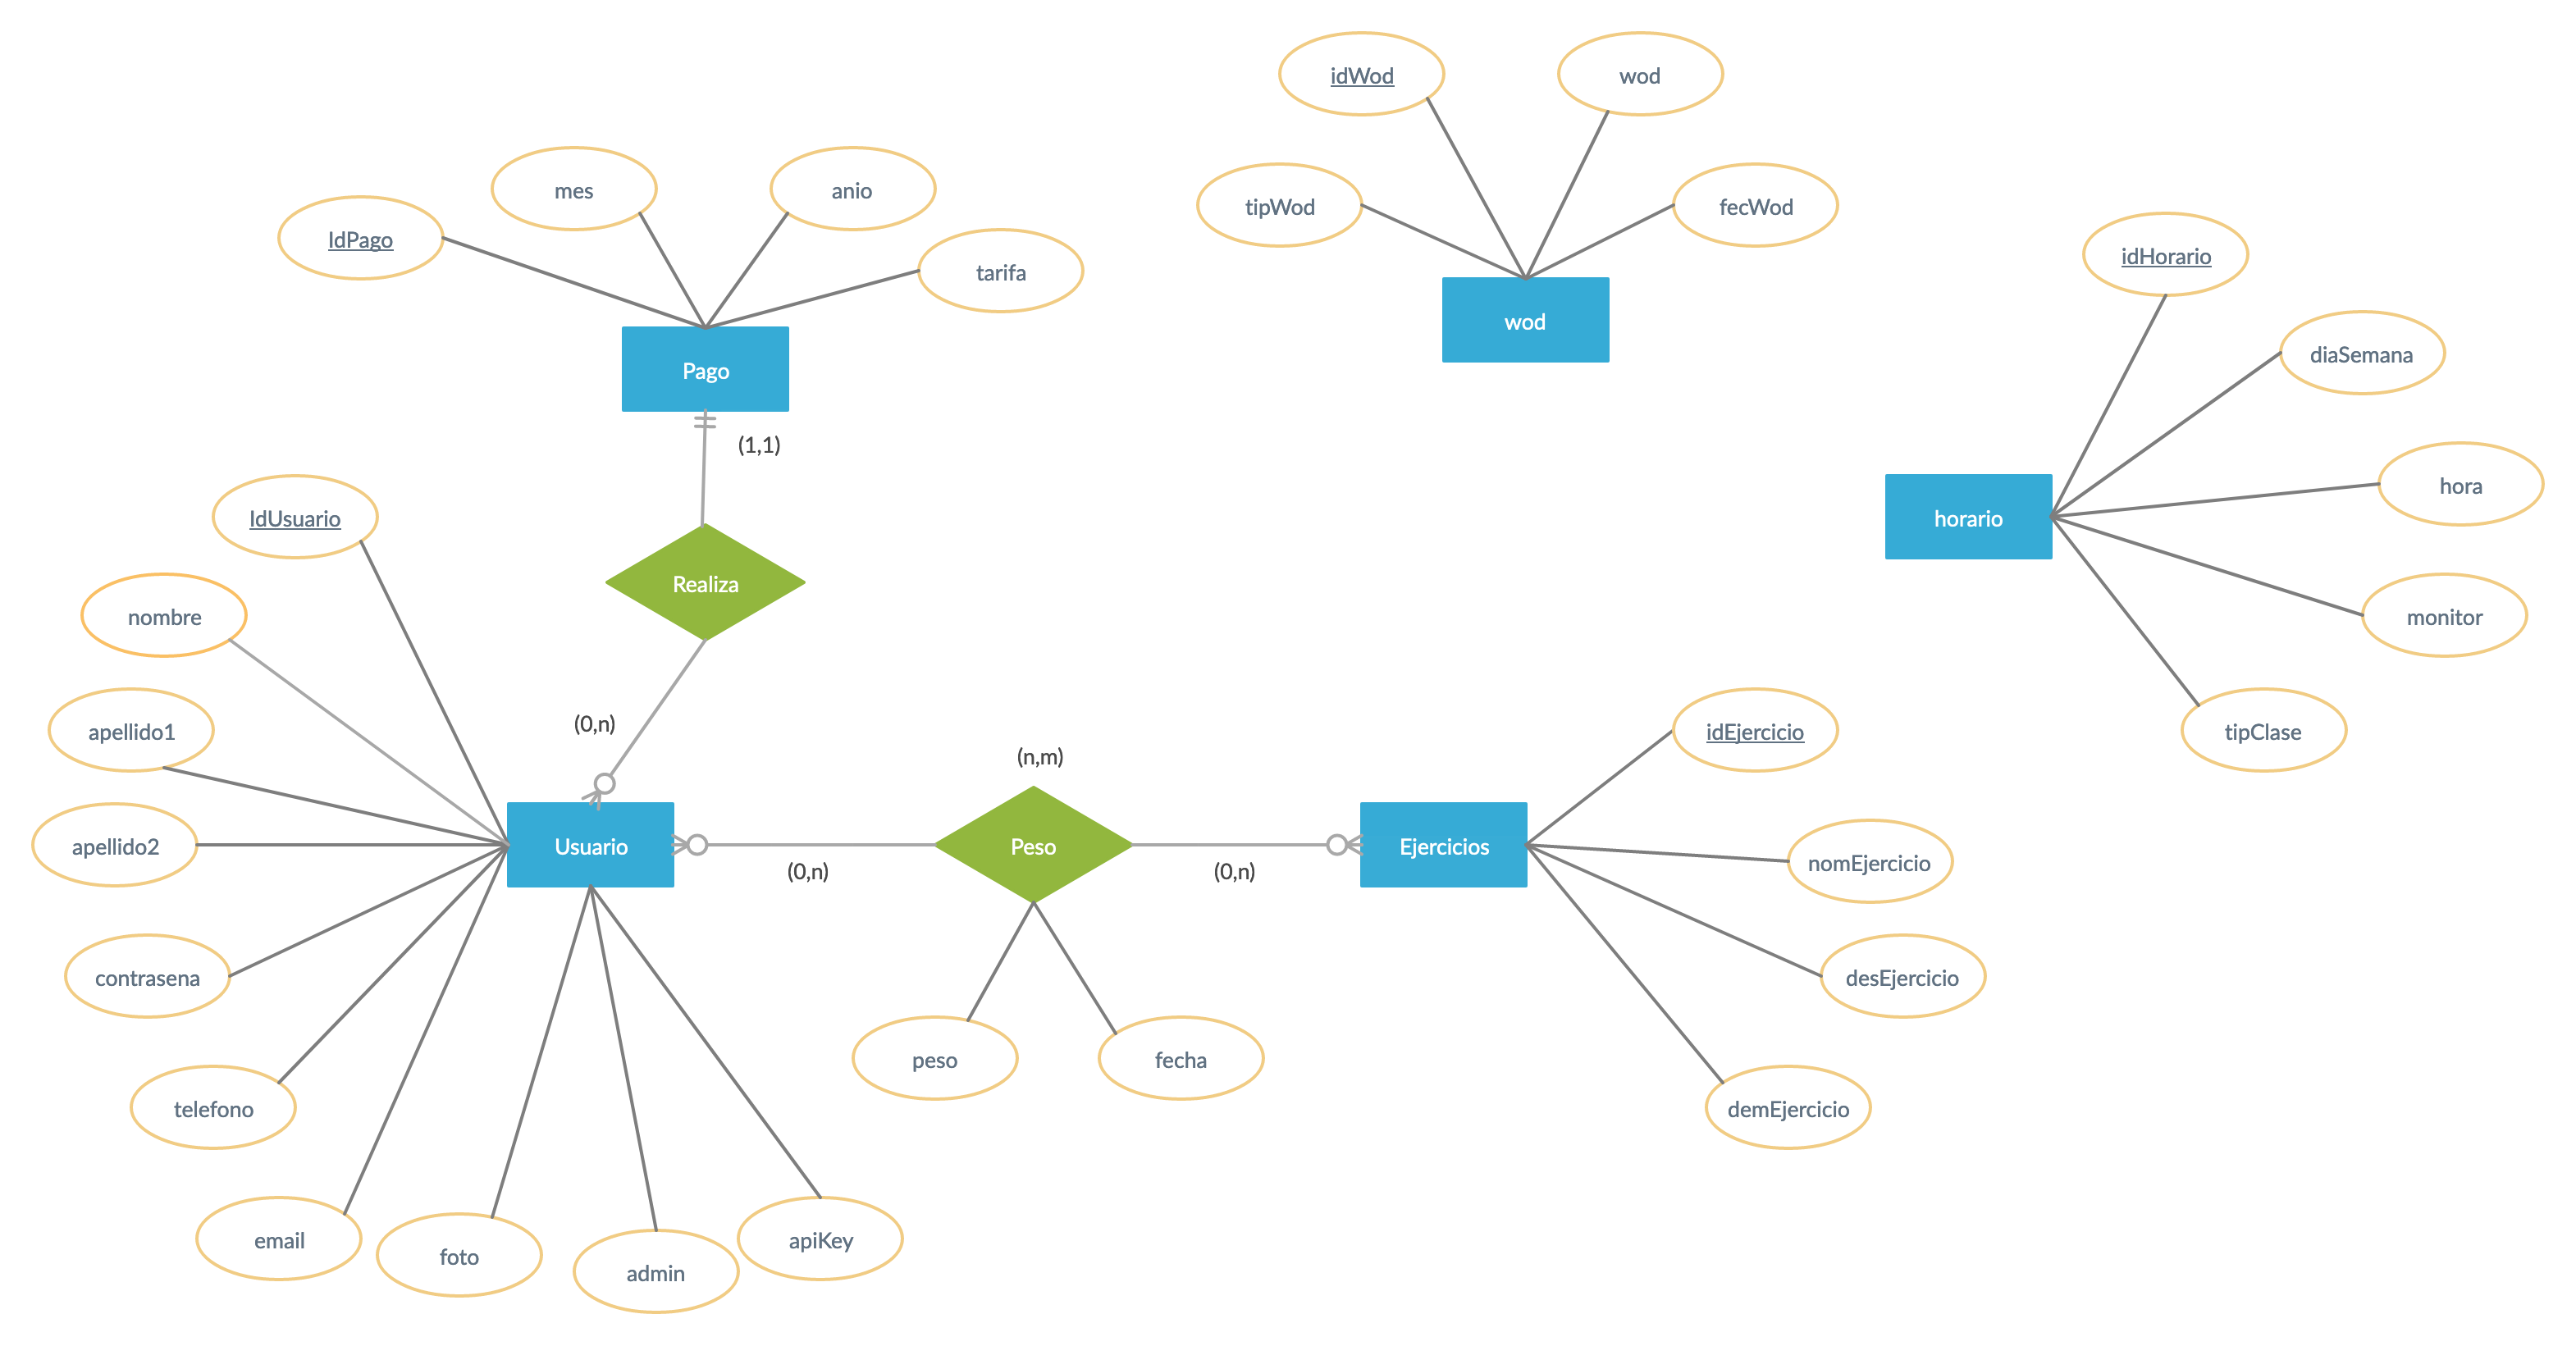 idWod
wod
tipWod
fecWod
wod
IdPago
mes
anio
tarifa
Pago
(1,1)
idHorario
diaSemana
hora
horario
monitor
tipClase
IdUsuario
nombre
apellido1
apellido2
contrasena
telefono
email
foto
admin
apiKey
Realiza
(0,n)
Usuario
(0,n)
(n,m)
Peso
(0,n)
peso
fecha
Ejercicios
idEjercicio
nomEjercicio
desEjercicio
demEjercicio